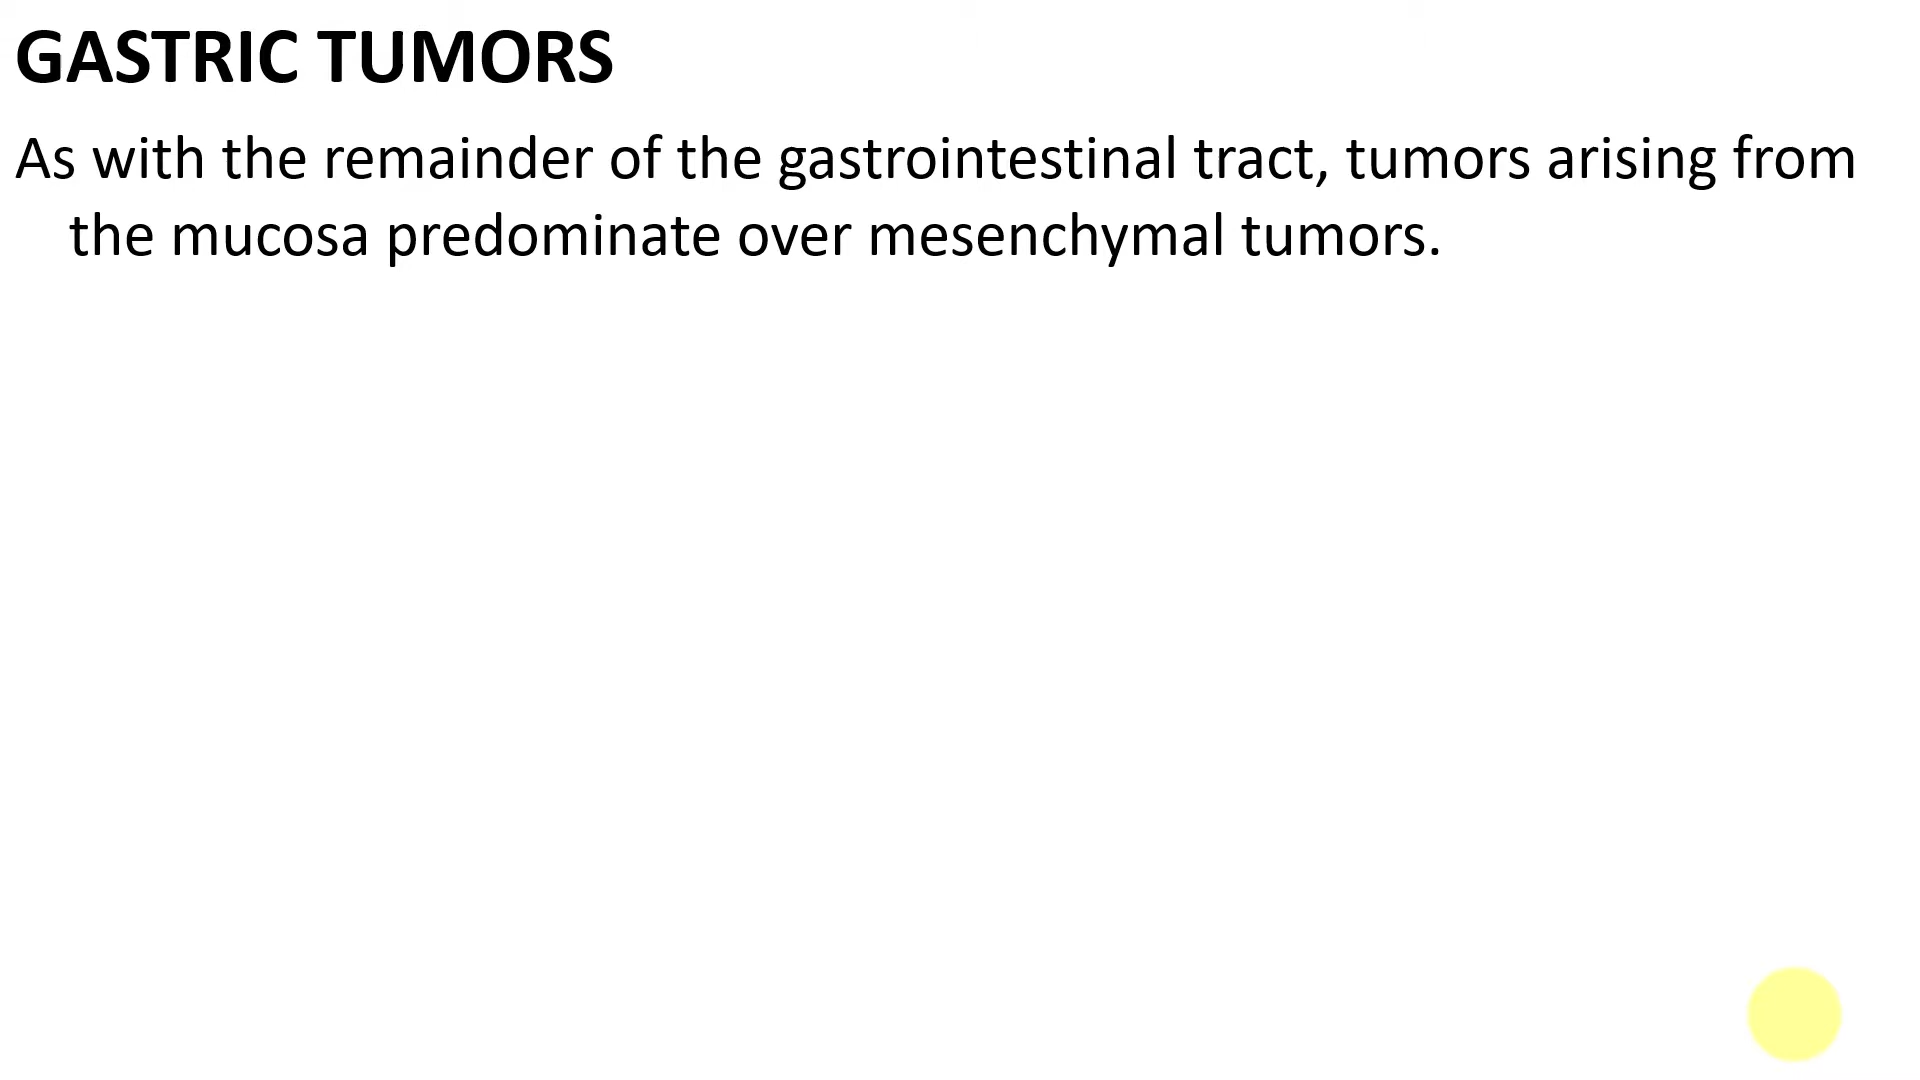 GASTRIC TUMORS
As with the remainder of the gastrointestinal tract, tumors arising from
the mucosa predominate over mesenchymal tumors.